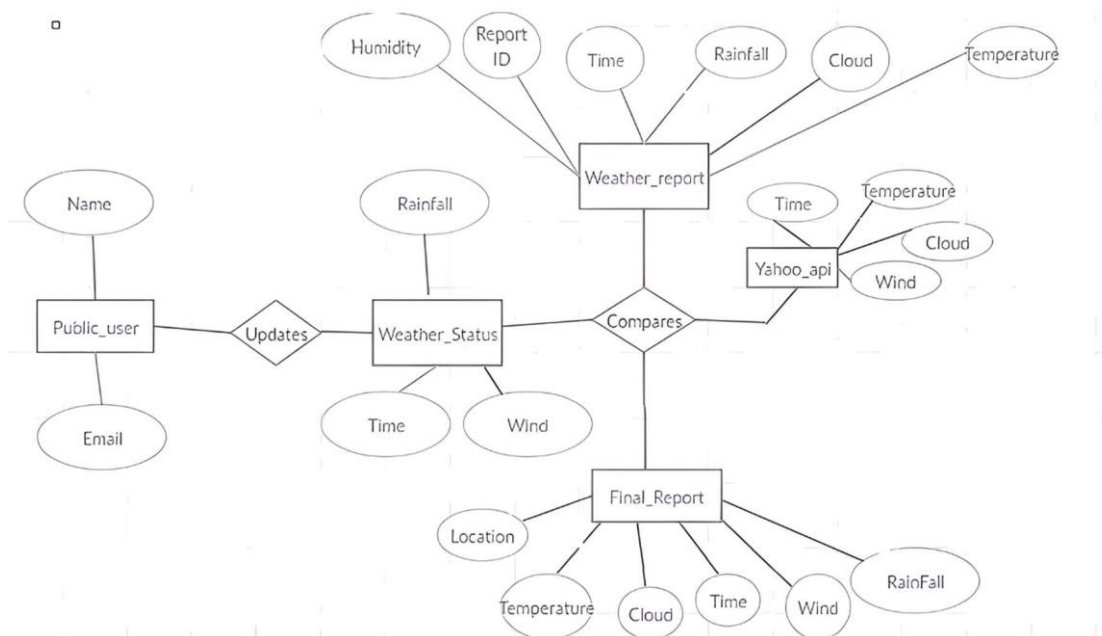 Humidity
Report
ID
Time
Rainfall
Cloud
Temperature
Weather_report
Name
Rainfall
Time
Temperature
Cloud
Yahoo_api
Wind
Public_user
Updates
Weather_Status
Compares
Email
Time
Wind
Final_Report
Location
Temperature
Cloud
Time
Wind
RainFall